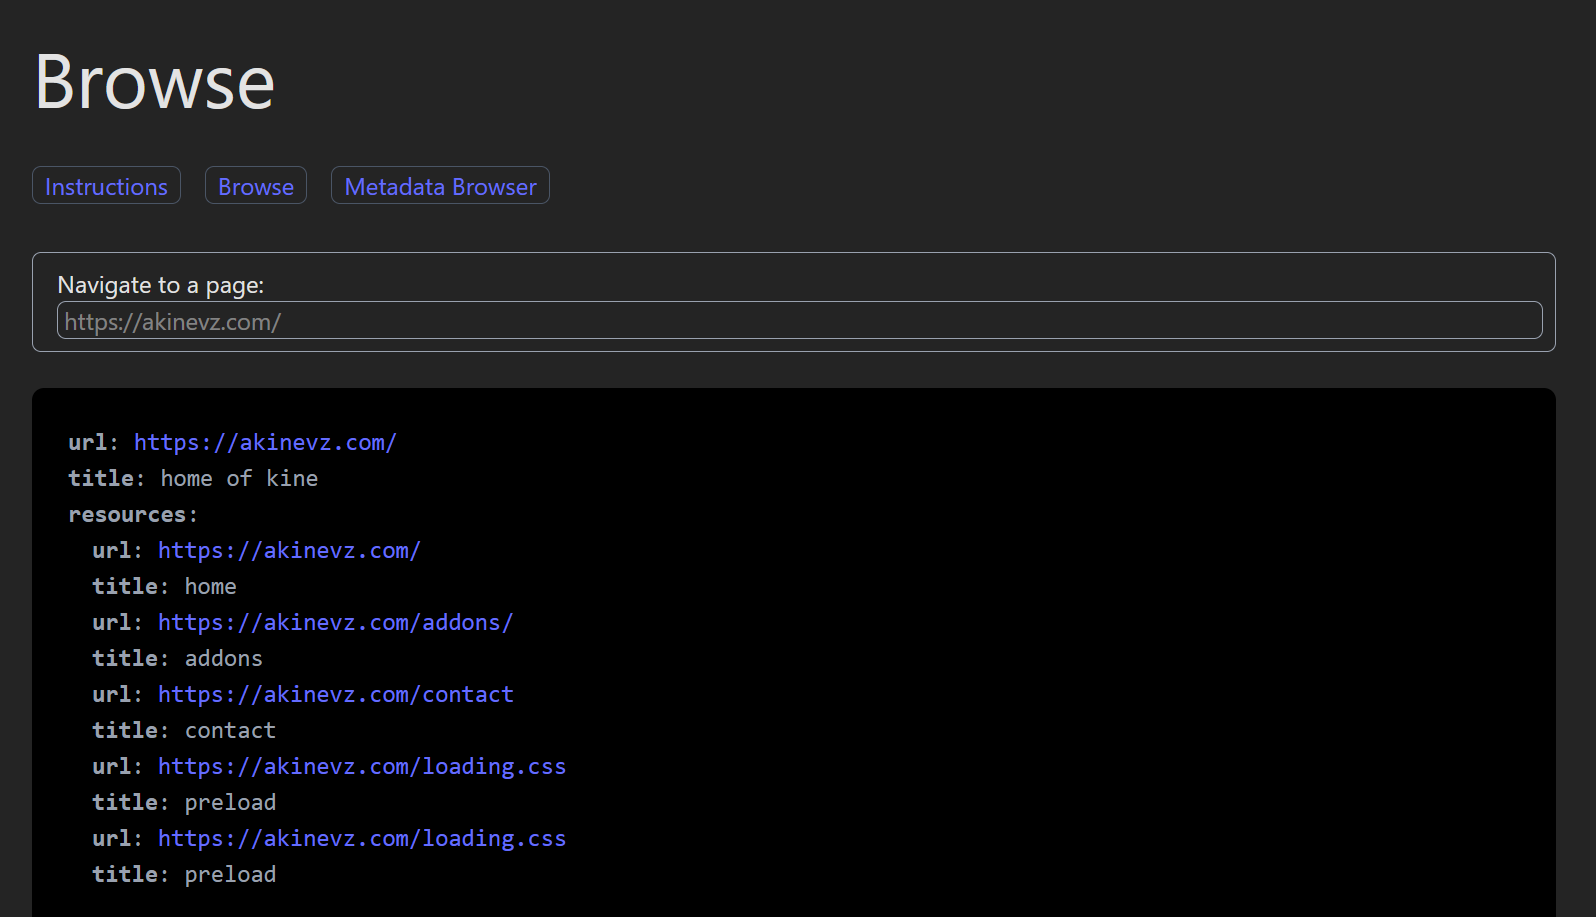 Browse
Instructions Browse Metadata Browser
Navigate to a page:
https://akinevz.com/
url: https://akinevz.com/
title: home of kine
resources:
url: https://akinevz.com/
title: home
url: https://akinevz.com/addons/
title: addons
url: https://akinevz.com/contact
title: contact
url: https://akinevz.com/loading.css
title: preload
url: https://akinevz.com/loading.css
title: preload